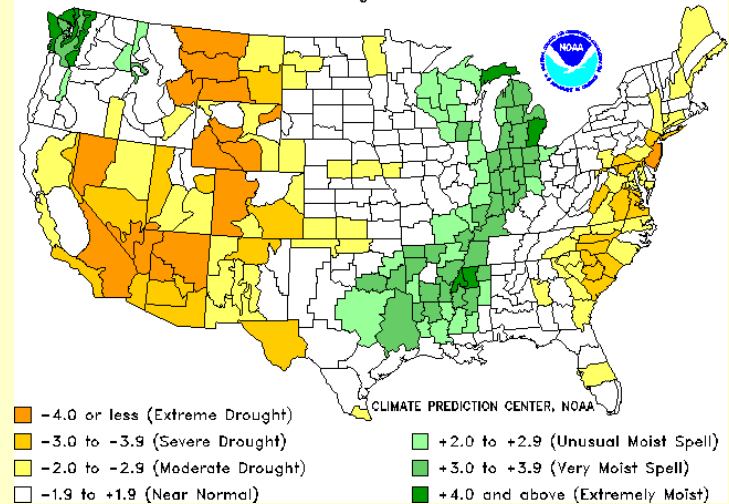 NOAA
CLIMATE PREDICTION CENTER, NOAA
-4.0 or less (Extreme Drought)
-3.0 to -3.9 (Severe Drought)
-2.0 to -2.9 (Moderate Drought)
-1.9 to +1.9 (Near Normal)
+2.0 to +2.9 (Unusual Moist Spell)
+3.0 to +3.9 (Very Moist Spell)
+4.0 and above (Extremely Moist)